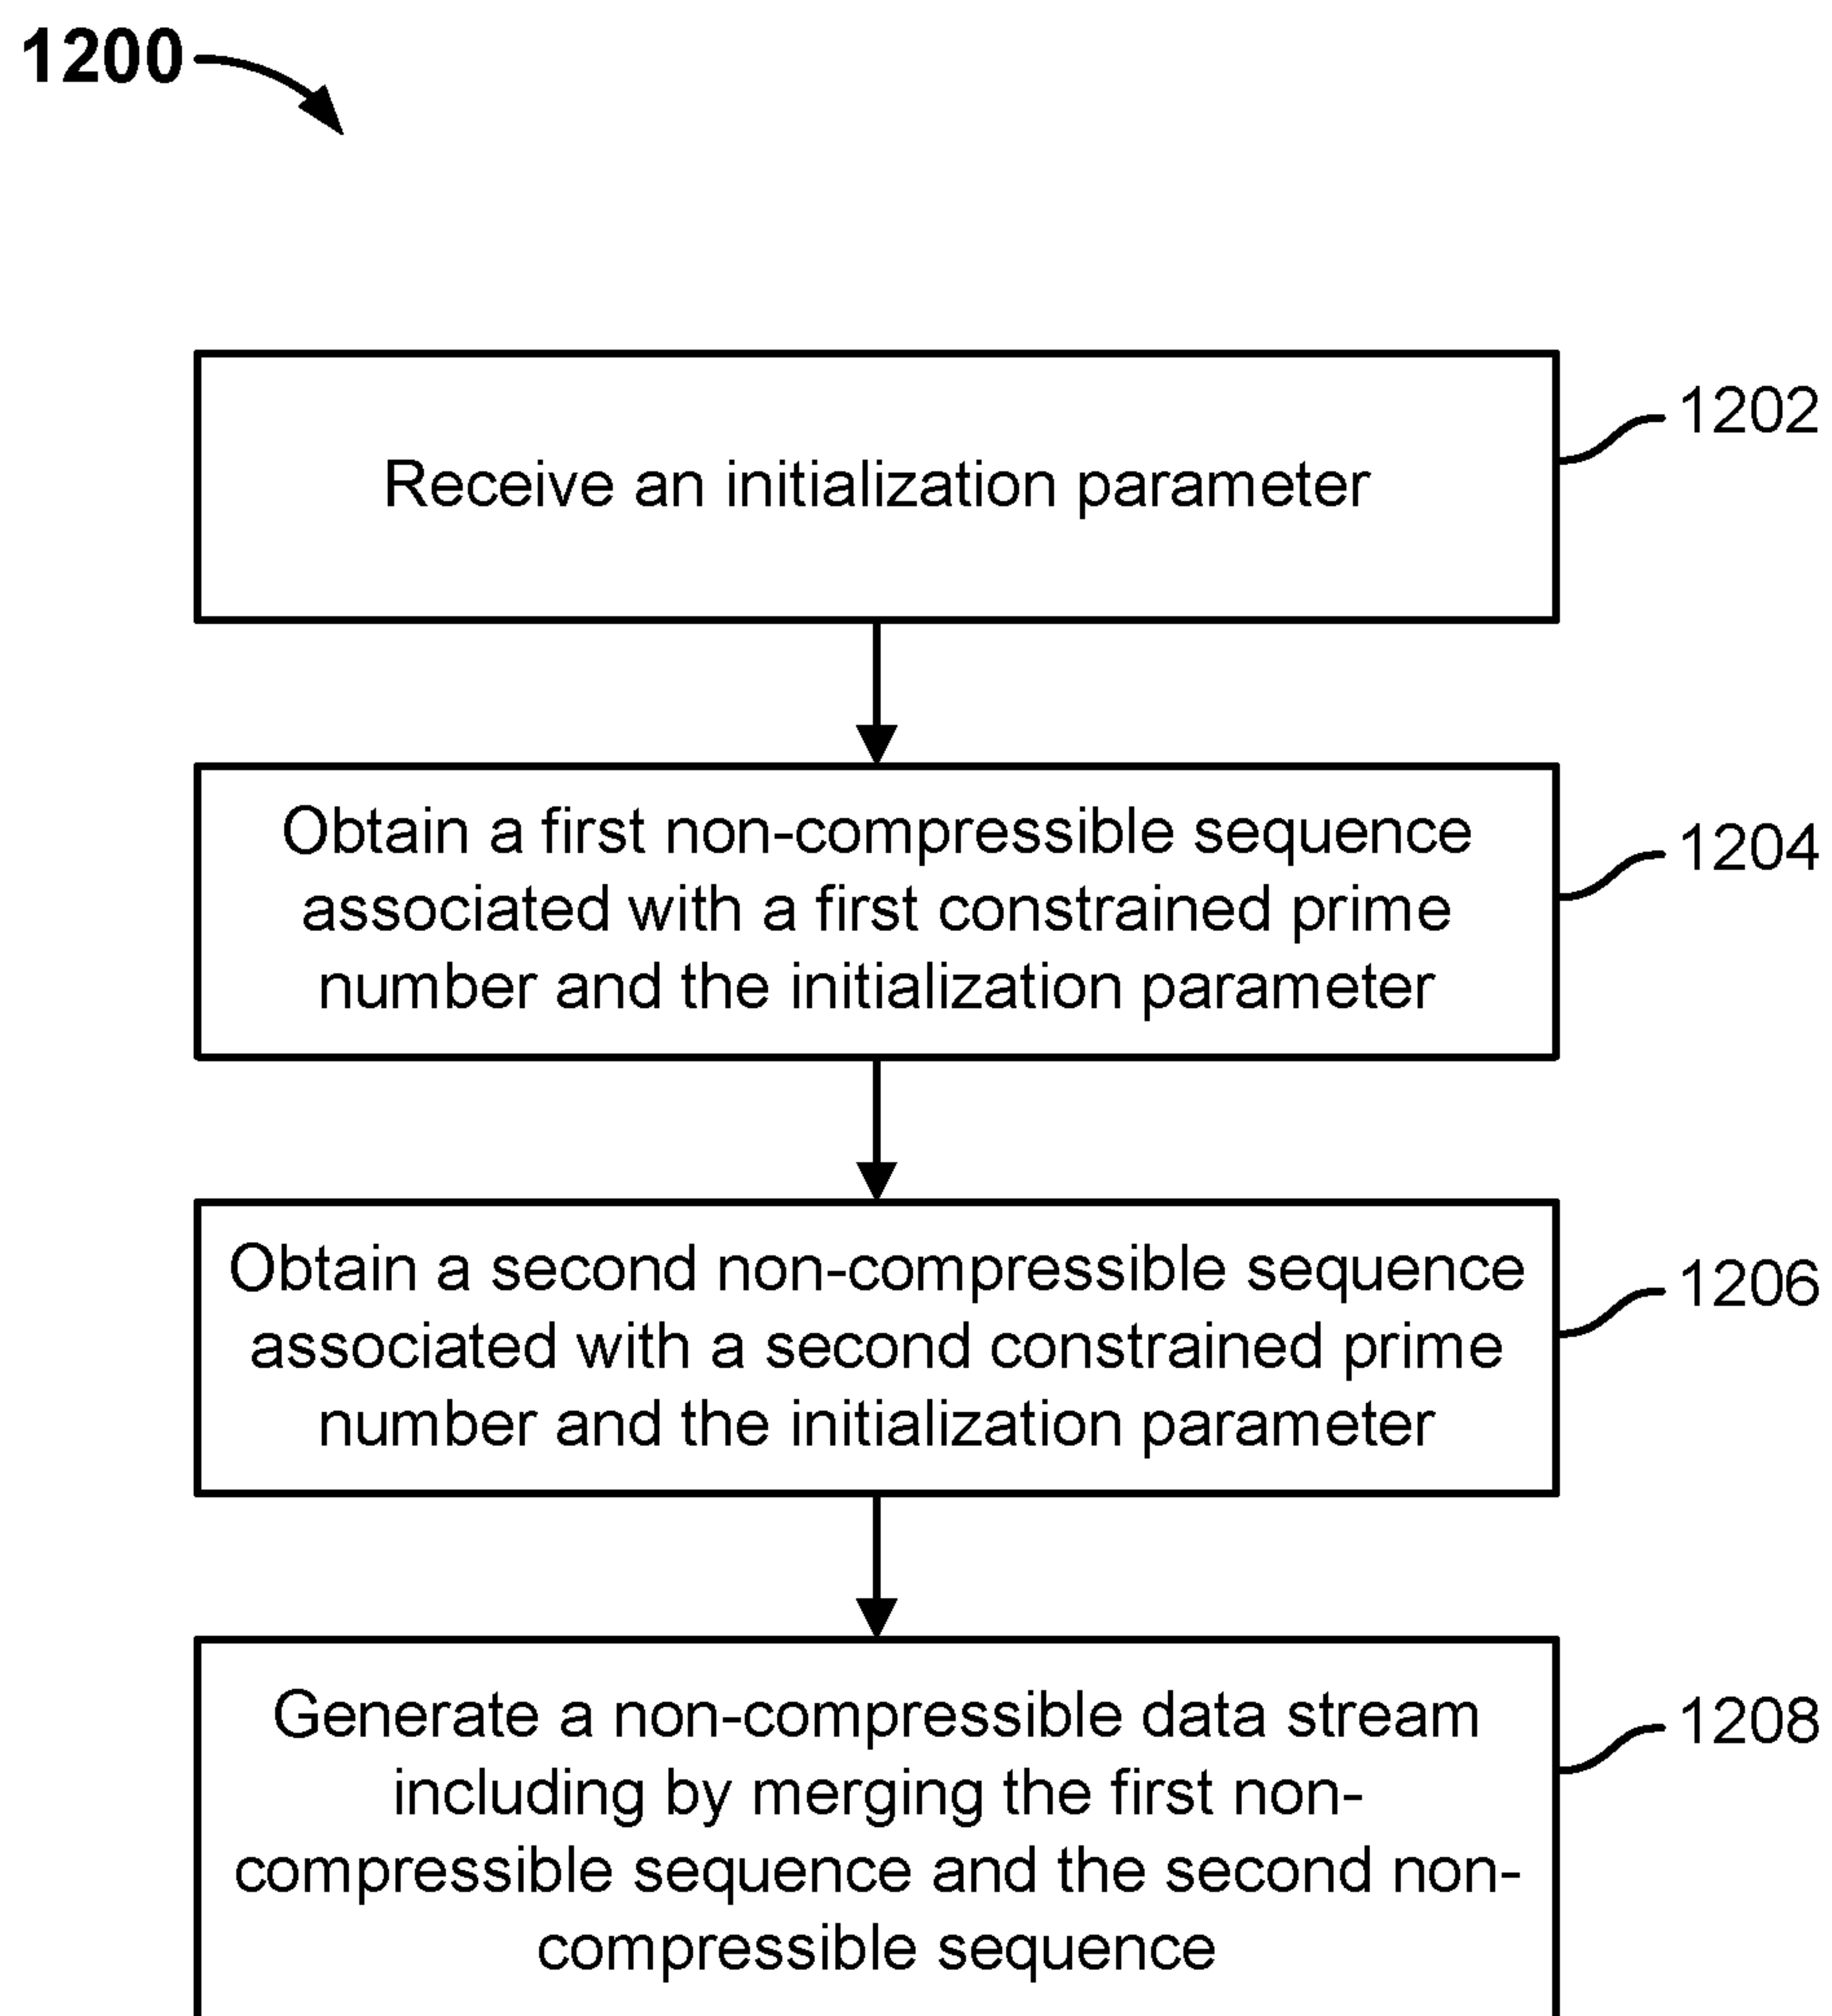 1200
Receive an initialization parameter
1202
Obtain a first non-compressible sequence
associated with a first constrained prime
number and the initialization parameter
1204
Obtain a second non-compressible sequence
associated with a second constrained prime
number and the initialization parameter
1206
Generate a non-compressible data stream
including by merging the first non-
compressible sequence and the second non-
compressible sequence
1208